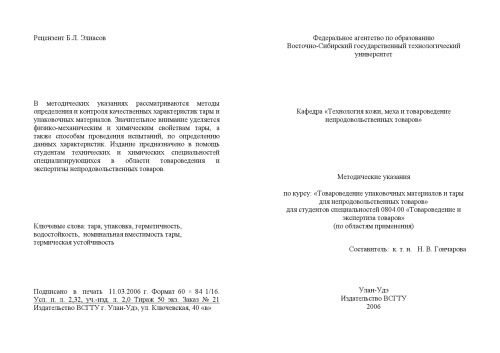 Рецензент Б.Л. Элиасов
В методических указаниях рассматриваются методы
определения и контроля качественных характеристик тары и
упаковочных материалов. Значительное внимание уделяется
физико-механическим и химическим свойствам тары, а
также способам проведения испытаний, по определению
данных характеристик. Издание предназначено в помощь
студентам технических и химических специальностей
специализирующихся в области товароведения и
экспертизы непродовольственных товаров.
Ключевые слова: тара, упаковка, герметичность,
водостойкость, номинальная вместимость тары,
термическая устойчивость
Подписано в печать 11.03.2006 г. Формат 60 × 84 1/16.
Усл. п. л. 2,32, уч.-изд. л. 2,0 Тираж 50 экз. Заказ № 21
Издательство ВСГТУ г. Улан-Удэ, ул. Ключевская, 40 «в»
Федеральное агентство по образованию
Восточно-Сибирский государственный технологический
университет
Кафедра «Технология кожи, меха и товароведение
непродовольственных товаров»
Методические указания
по курсу: «Товароведение упаковочных материалов и тары
для непродовольственных товаров»
для студентов специальностей 0804.00 «Товароведение и
экспертиза товаров»
(по областям применения)
Составитель: к. т. н. Н. В. Гончарова
Улан-Удэ
Издательство ВСГТУ
2006